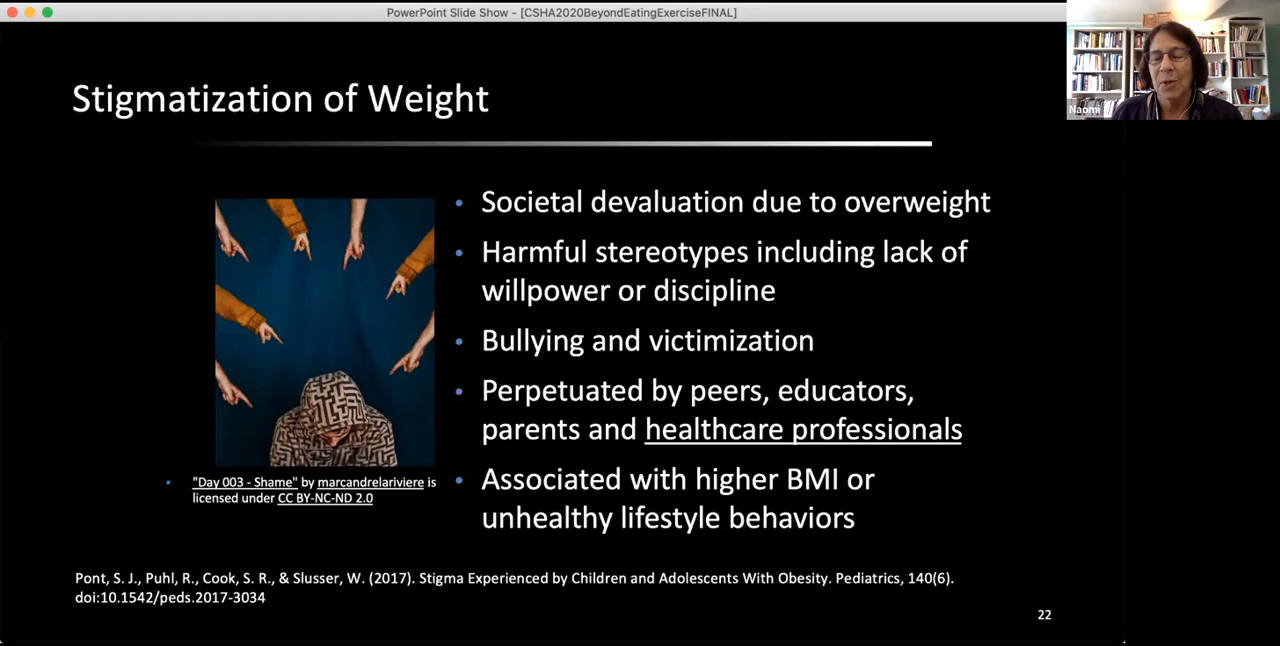 PowerPoint Slide Show - [CSHA2020BeyondEatingExerciseFINAL]
Naomi
Stigmatization of Weight
• Societal devaluation due to overweight
• Harmful stereotypes including lack of
willpower or discipline
• Bullying and victimization
• Perpetuated by peers, educators,
parents and healthcare professionals
• Associated with higher BMI or
unhealthy lifestyle behaviors
• "Day 003 - Shame" by marcandrelariviere is
licensed under CC BY-NC-ND 2.0
Pont, S. J., Puhl, R., Cook, S. R., & Slusser, W. (2017). Stigma Experienced by Children and Adolescents With Obesity. Pediatrics, 140(6).
doi:10.1542/peds.2017-3034
22